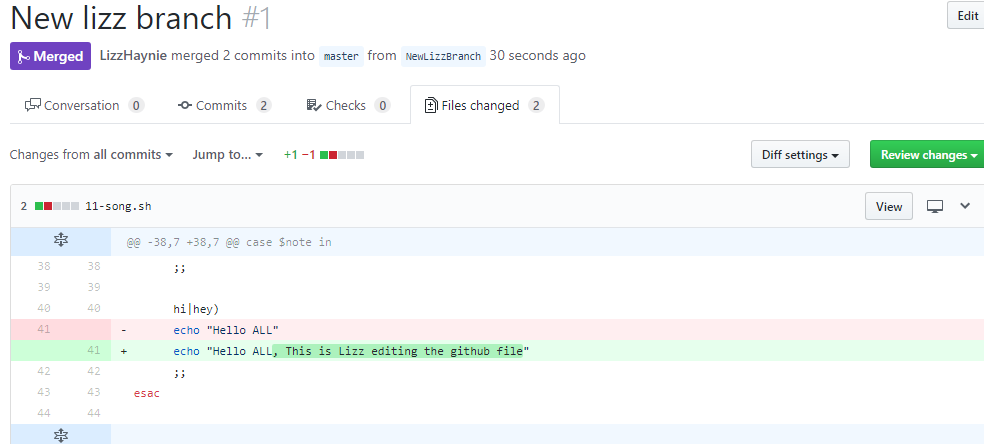 New lizz branch #1
Edit
Merged LizzHaynie merged 2 commits into master from NewLizzBranch 30 seconds ago
Conversation 0 Commits 2 Checks 0 Files changed 2
Changes from all commits Jump to... +1 −1 Diff settings Review changes
2 11-song.sh View
@@ -38,7 +38,7 @@ case $note in
38 38 ;;
39 39
40 40 hi|hey)
41 - echo "Hello ALL"
41 + echo "Hello ALL, This is Lizz editing the github file"
42 42 ;;
43 43 esac
44 44